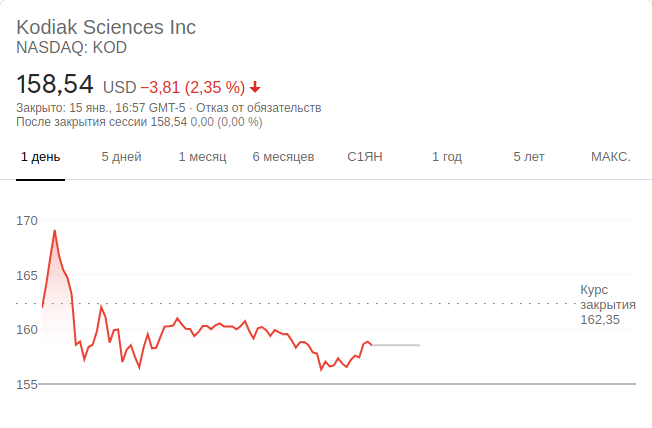 Kodiak Sciences Inc
NASDAQ: KOD
158,54 USD −3,81 (2,35 %)
Закрыто: 15 янв., 16:57 GMT-5 · Отказ от обязательств
После закрытия сессии 158,54 0,00 (0,00 %)
1 день 5 дней 1 месяц 6 месяцев С1ЯН 1 год 5 лет МАКС.
170
165
Курс
закрытия
162,35
160
155